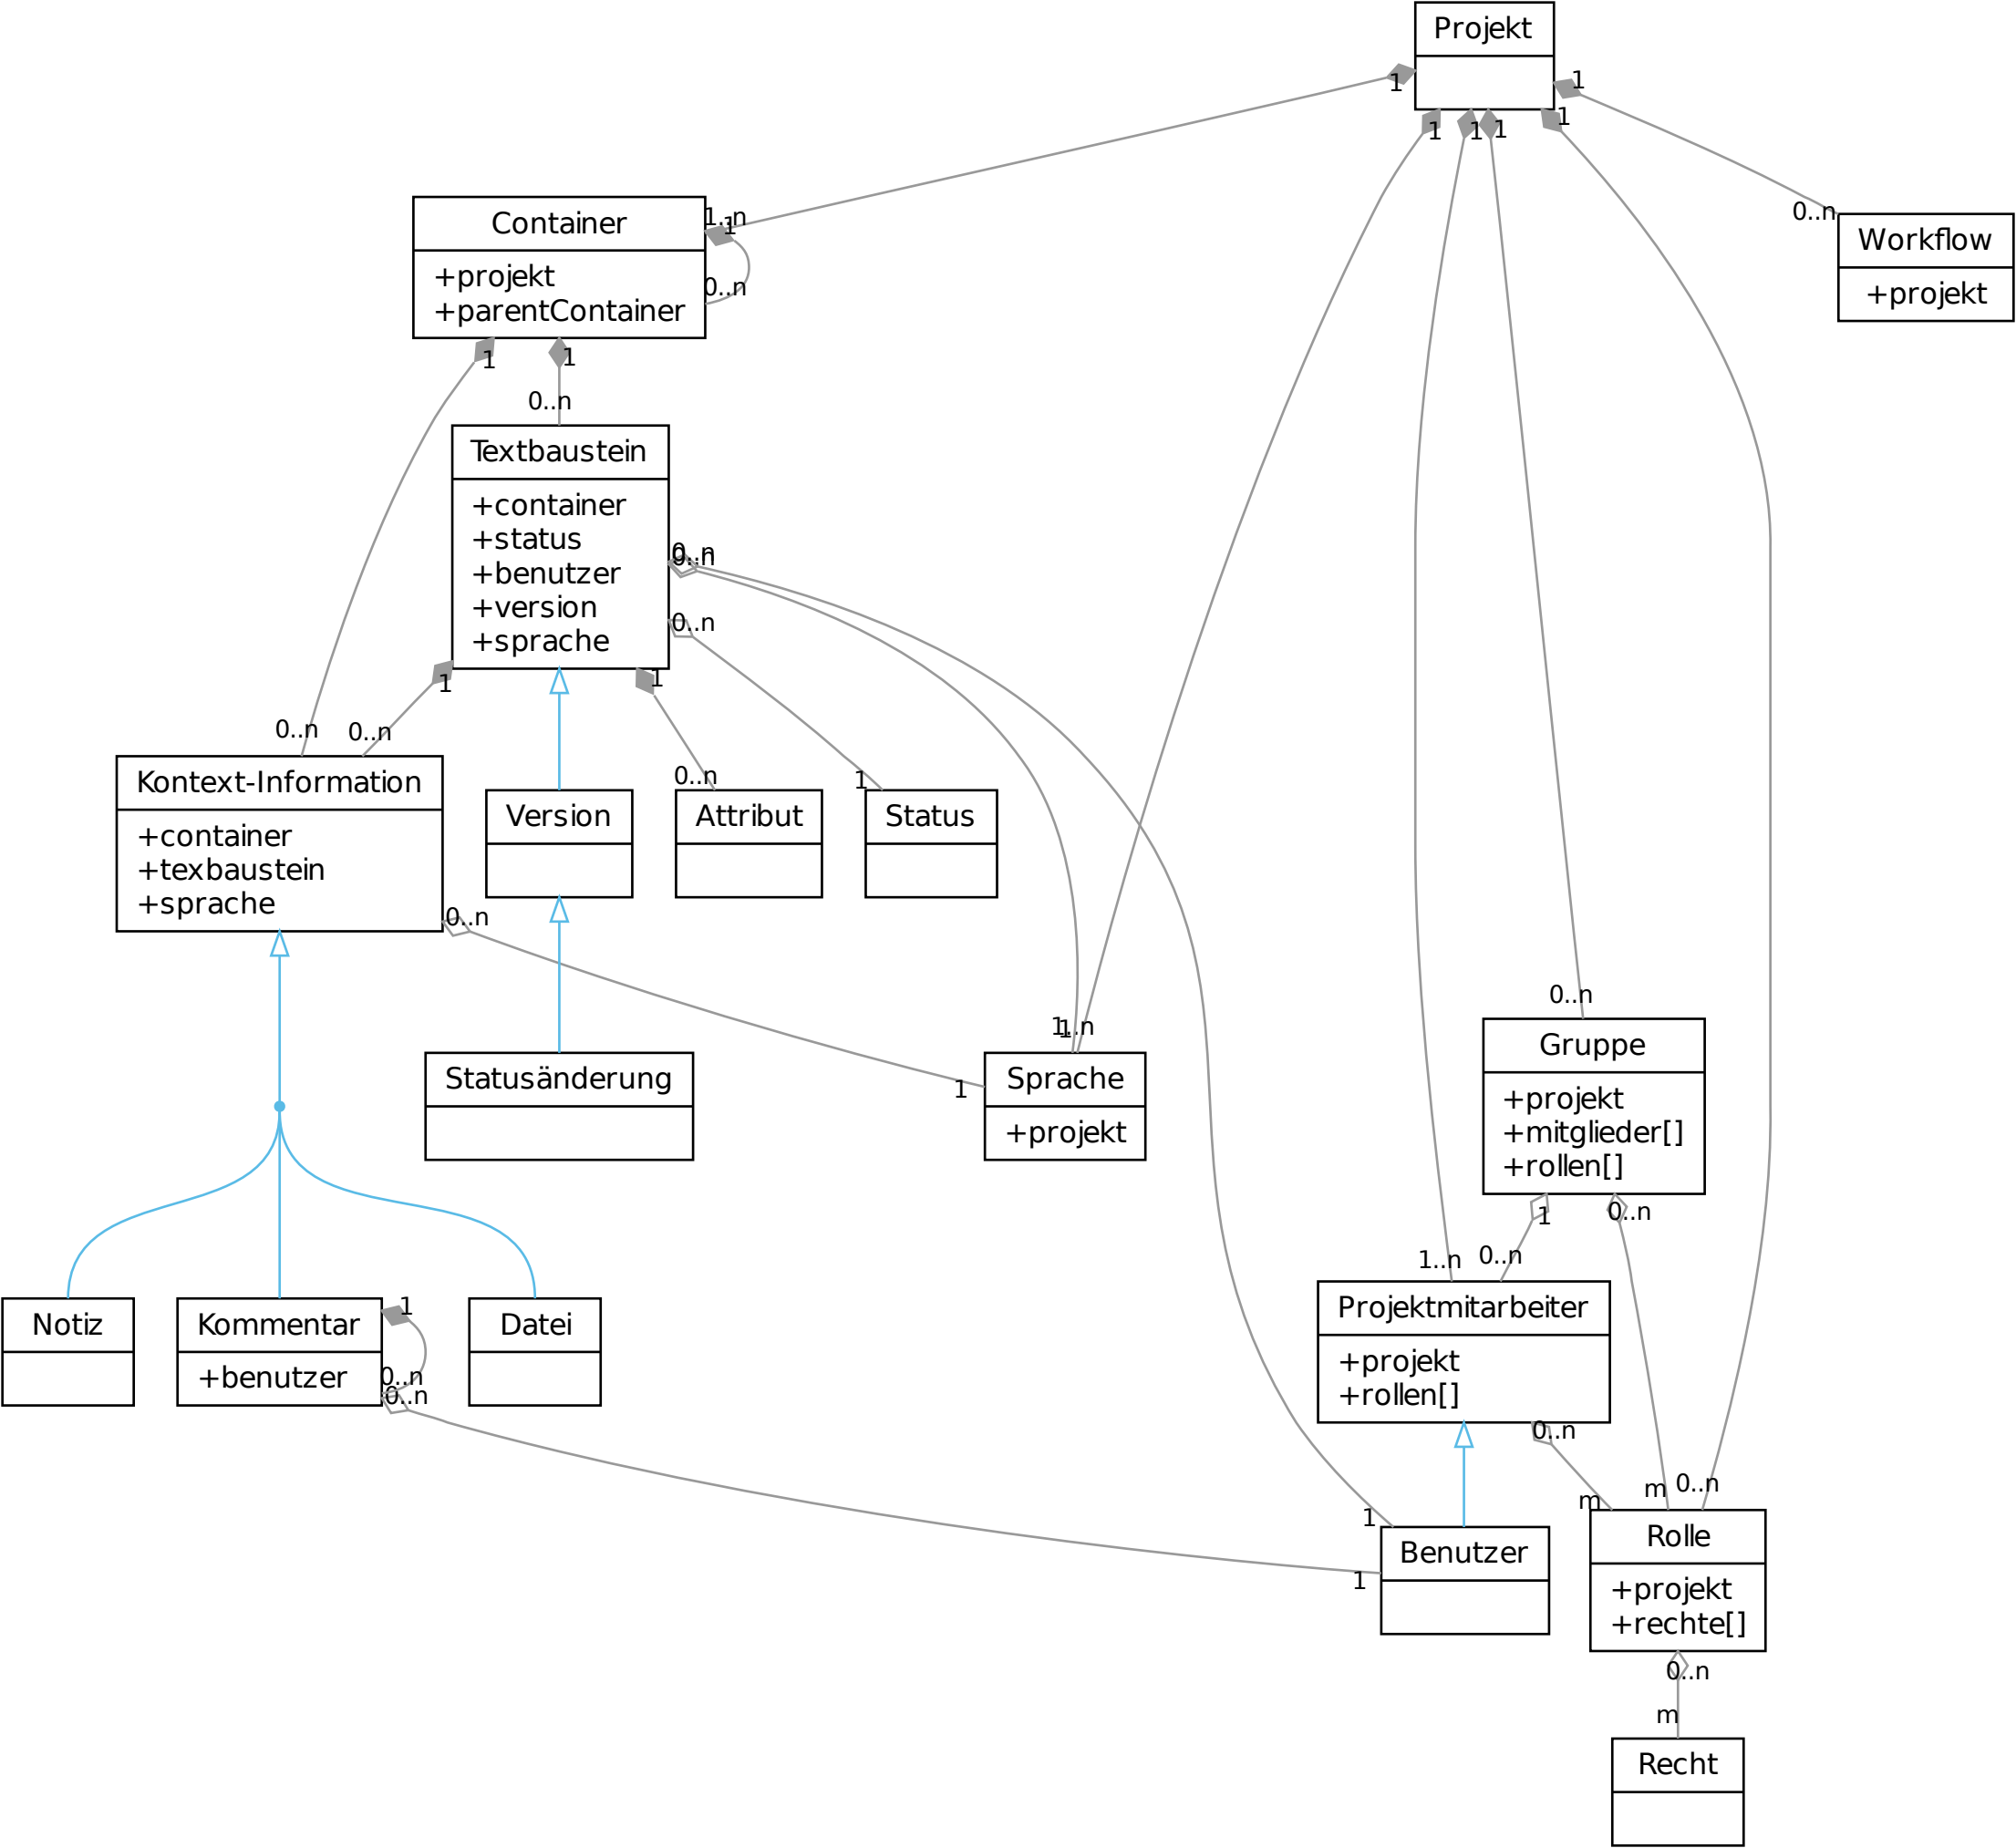 Projekt
1
1
1
1
1
1
1
Container
+projekt
+parentContainer
1..n
1
0..n
0..n
Workflow
+projekt
1
1
0..n
Textbaustein
+container
+status
+benutzer
+version
+sprache
0..n
0..n
0..n
1
1
0..n
0..n
0..n
1
Kontext-Information
+container
+texbaustein
+sprache
0..n
Version
Attribut
Status
0..n
Gruppe
+projekt
+mitglieder[]
+rollen[]
1
1..n
1
Statusänderung
Sprache
+projekt
1
0..n
1..n
0..n
Notiz
Kommentar
+benutzer
1
0..n
0..n
Datei
Projektmitarbeiter
+projekt
+rollen[]
0..n
m
m
0..n
1
1
Benutzer
Rolle
+projekt
+rechte[]
0..n
m
Recht